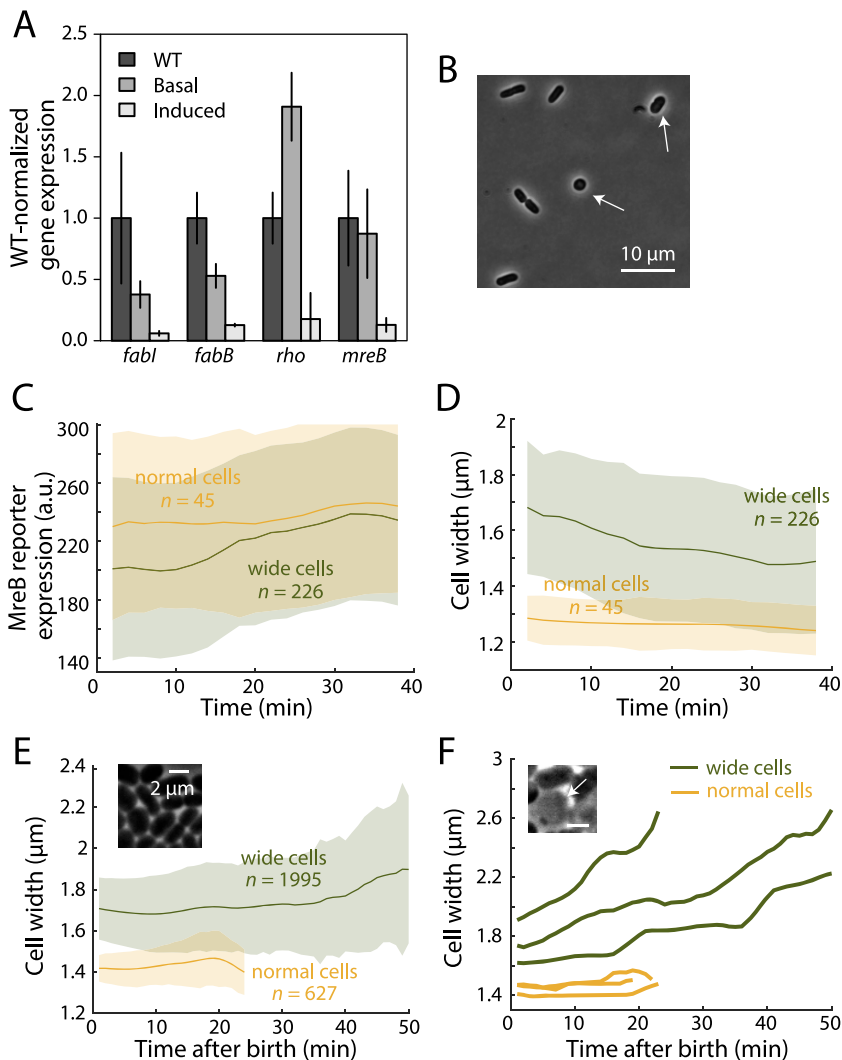 A
2.5
2.0
1.5
1.0
0.5
0.0
WT-normalized
gene expression
WT
Basal
Induced
fabI
fabB
rho
mreB
B
10 μm
C
300
260
220
180
140
MreB reporter
expression (a.u.)
normal cells
n = 45
wide cells
n = 226
0
10
20
30
40
Time (min)
D
2
1.8
1.6
1.4
1.2
Cell width (μm)
wide cells
n = 226
normal cells
n = 45
0
10
20
30
40
Time (min)
E
2.4
2.2
2
1.8
1.6
1.4
1.2
Cell width (μm)
2 μm
wide cells
n = 1995
normal cells
n = 627
0
10
20
30
40
50
Time after birth (min)
F
3
2.6
2.2
1.8
1.4
Cell width (μm)
wide cells
normal cells
0
10
20
30
40
50
Time after birth (min)